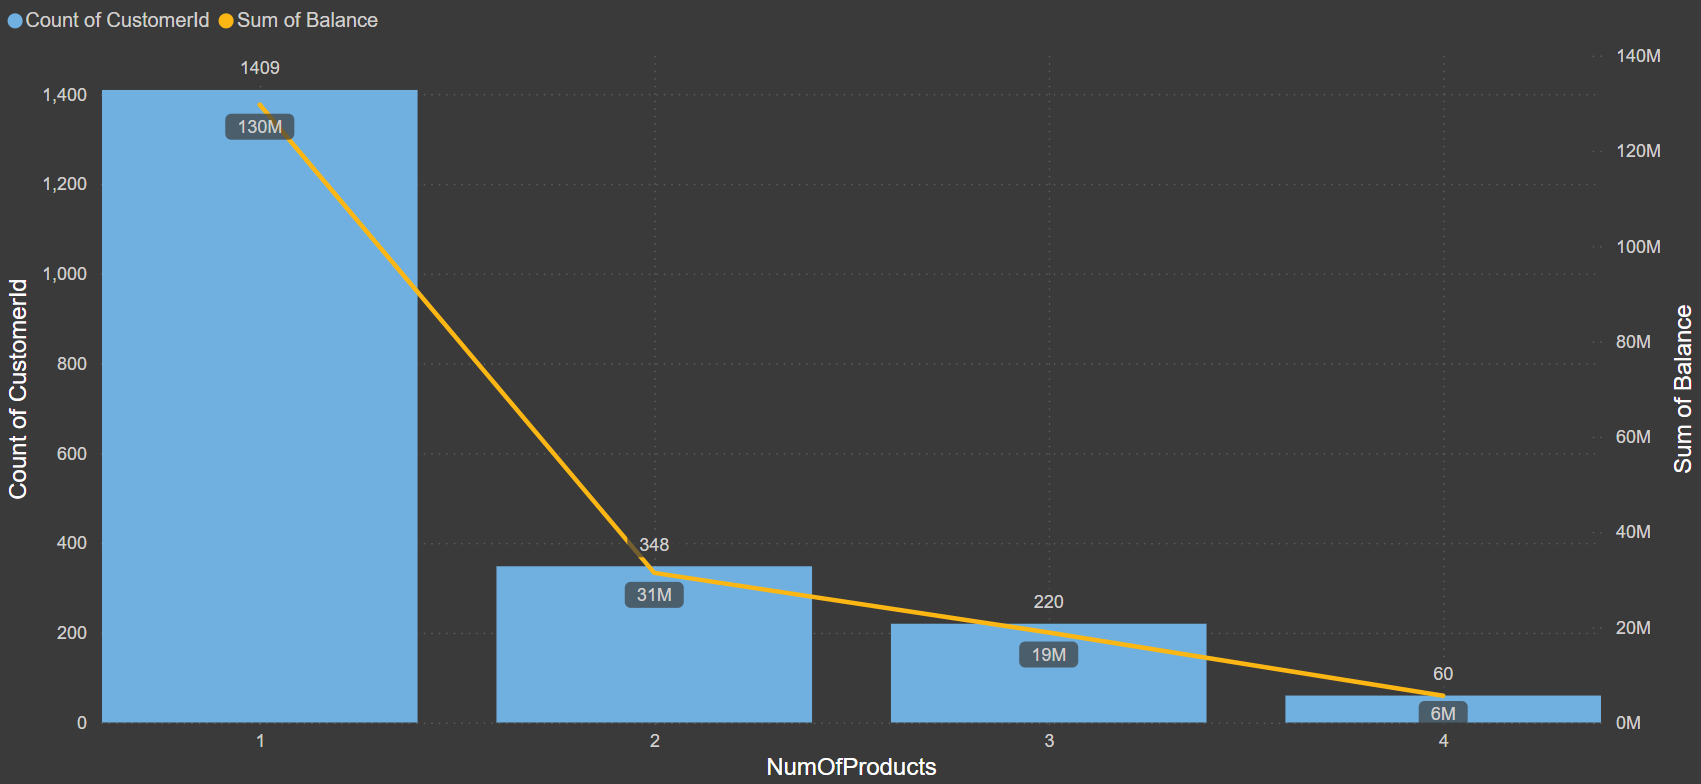 Count of CustomerId Sum of Balance
1409
130M
348
31M
220
19M
60
6M
1,400
1,200
1,000
800
600
400
200
0
Count of CustomerId
140M
120M
100M
80M
60M
40M
20M
0M
Sum of Balance
1 2 3 4
NumOfProducts